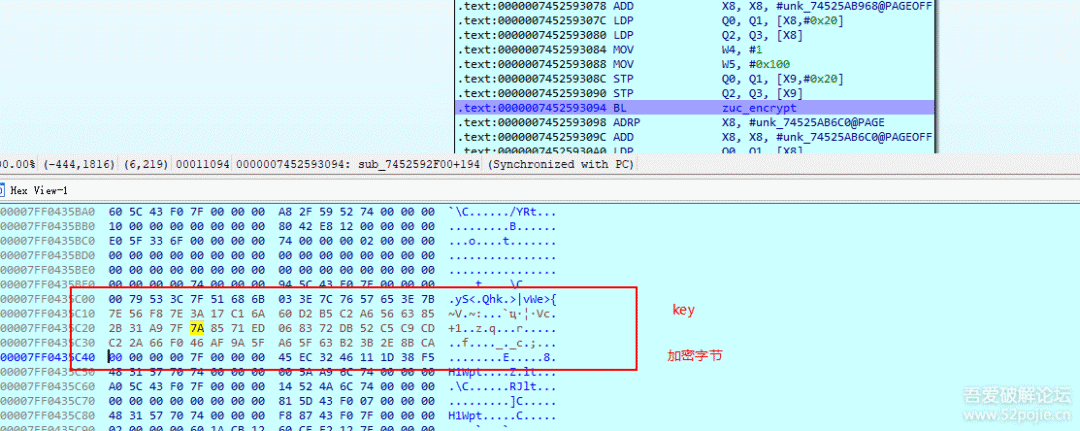 .text:0000007452593078 ADD X8, X8, #unk_74525AB968@PAGEOFF
.text:000000745259307C LDP Q0, Q1, [X8,#0x20]
.text:0000007452593080 LDP Q2, Q3, [X8]
.text:0000007452593084 MOV W4, #1
.text:0000007452593088 MOV W5, #0x100
.text:000000745259308C STP Q0, Q1, [X9,#0x20]
.text:0000007452593090 STP Q2, Q3, [X9]
.text:0000007452593094 BL zuc_encrypt
.text:0000007452593098 ADRP X8, #unk_74525AB6C0@PAGE
.text:000000745259309C ADD X8, X8, #unk_74525AB6C0@PAGEOFF
.text:00000074525930A0 LDP Q0, Q1, [X8]
00.00% (-444,1816) (6,219) 00011094 0000007452593094: sub_7452592F00+194 (Synchronized with PC)
Hex View-1
00007FF0435BA0 60 5C 43 F0 7F 00 00 00 A8 2F 59 52 74 00 00 00 `\C....../YRt...
00007FF0435BB0 10 00 00 00 00 00 00 00 80 42 E8 12 00 00 00 00 .........B......
00007FF0435BC0 E0 5F 33 6F 00 00 00 00 74 00 00 00 02 00 00 00 ...o....t.......
00007FF0435BD0 00 00 00 00 00 00 00 00 00 00 00 00 00 00 00 00 ................
00007FF0435BE0 00 00 00 00 00 00 00 00 00 00 00 00 00 00 00 00 ................
00007FF0435BF0 00 00 00 00 74 00 00 00 94 5C 43 F0 7F 00 00 00 ....t....\C.....
00007FF0435C00 00 79 53 3C 7F 51 68 6B 03 3E 7C 76 57 65 3E 7B .yS<.Qhk.>|vWe>{
00007FF0435C10 7E 56 F8 7E 3A 17 C1 6A 60 D2 B5 C2 A6 56 63 85
00007FF0435C20 2B 31 A9 7F 7A 85 71 ED 06 83 72 DB 52 C5 C9 CD +1..z.q...r.....
00007FF0435C30 C2 2A 66 F0 46 AF 9A 5F A6 5F 63 B2 3B 2E 8B CA
00007FF0435C40 00 00 00 00 7F 00 00 00 45 EC 32 46 11 1D 38 F5 ........E.....8.
00007FF0435C50 48 31 57 70 74 00 00 00 00 5A A9 6C 74 00 00 00 H1Wpt....Z.lt...
00007FF0435C60 A0 5C 43 F0 7F 00 00 00 14 52 4A 6C 74 00 00 00 .\C......RJlt...
00007FF0435C70 00 00 00 00 00 00 00 00 81 5D 43 F0 07 00 00 00 .........]C.....
00007FF0435C80 48 31 57 70 74 00 00 00 F8 87 43 F0 7F 00 00 00 H1Wpt.....C.....
key
加密字节
吾爱破解论坛
www.52pojie.cn